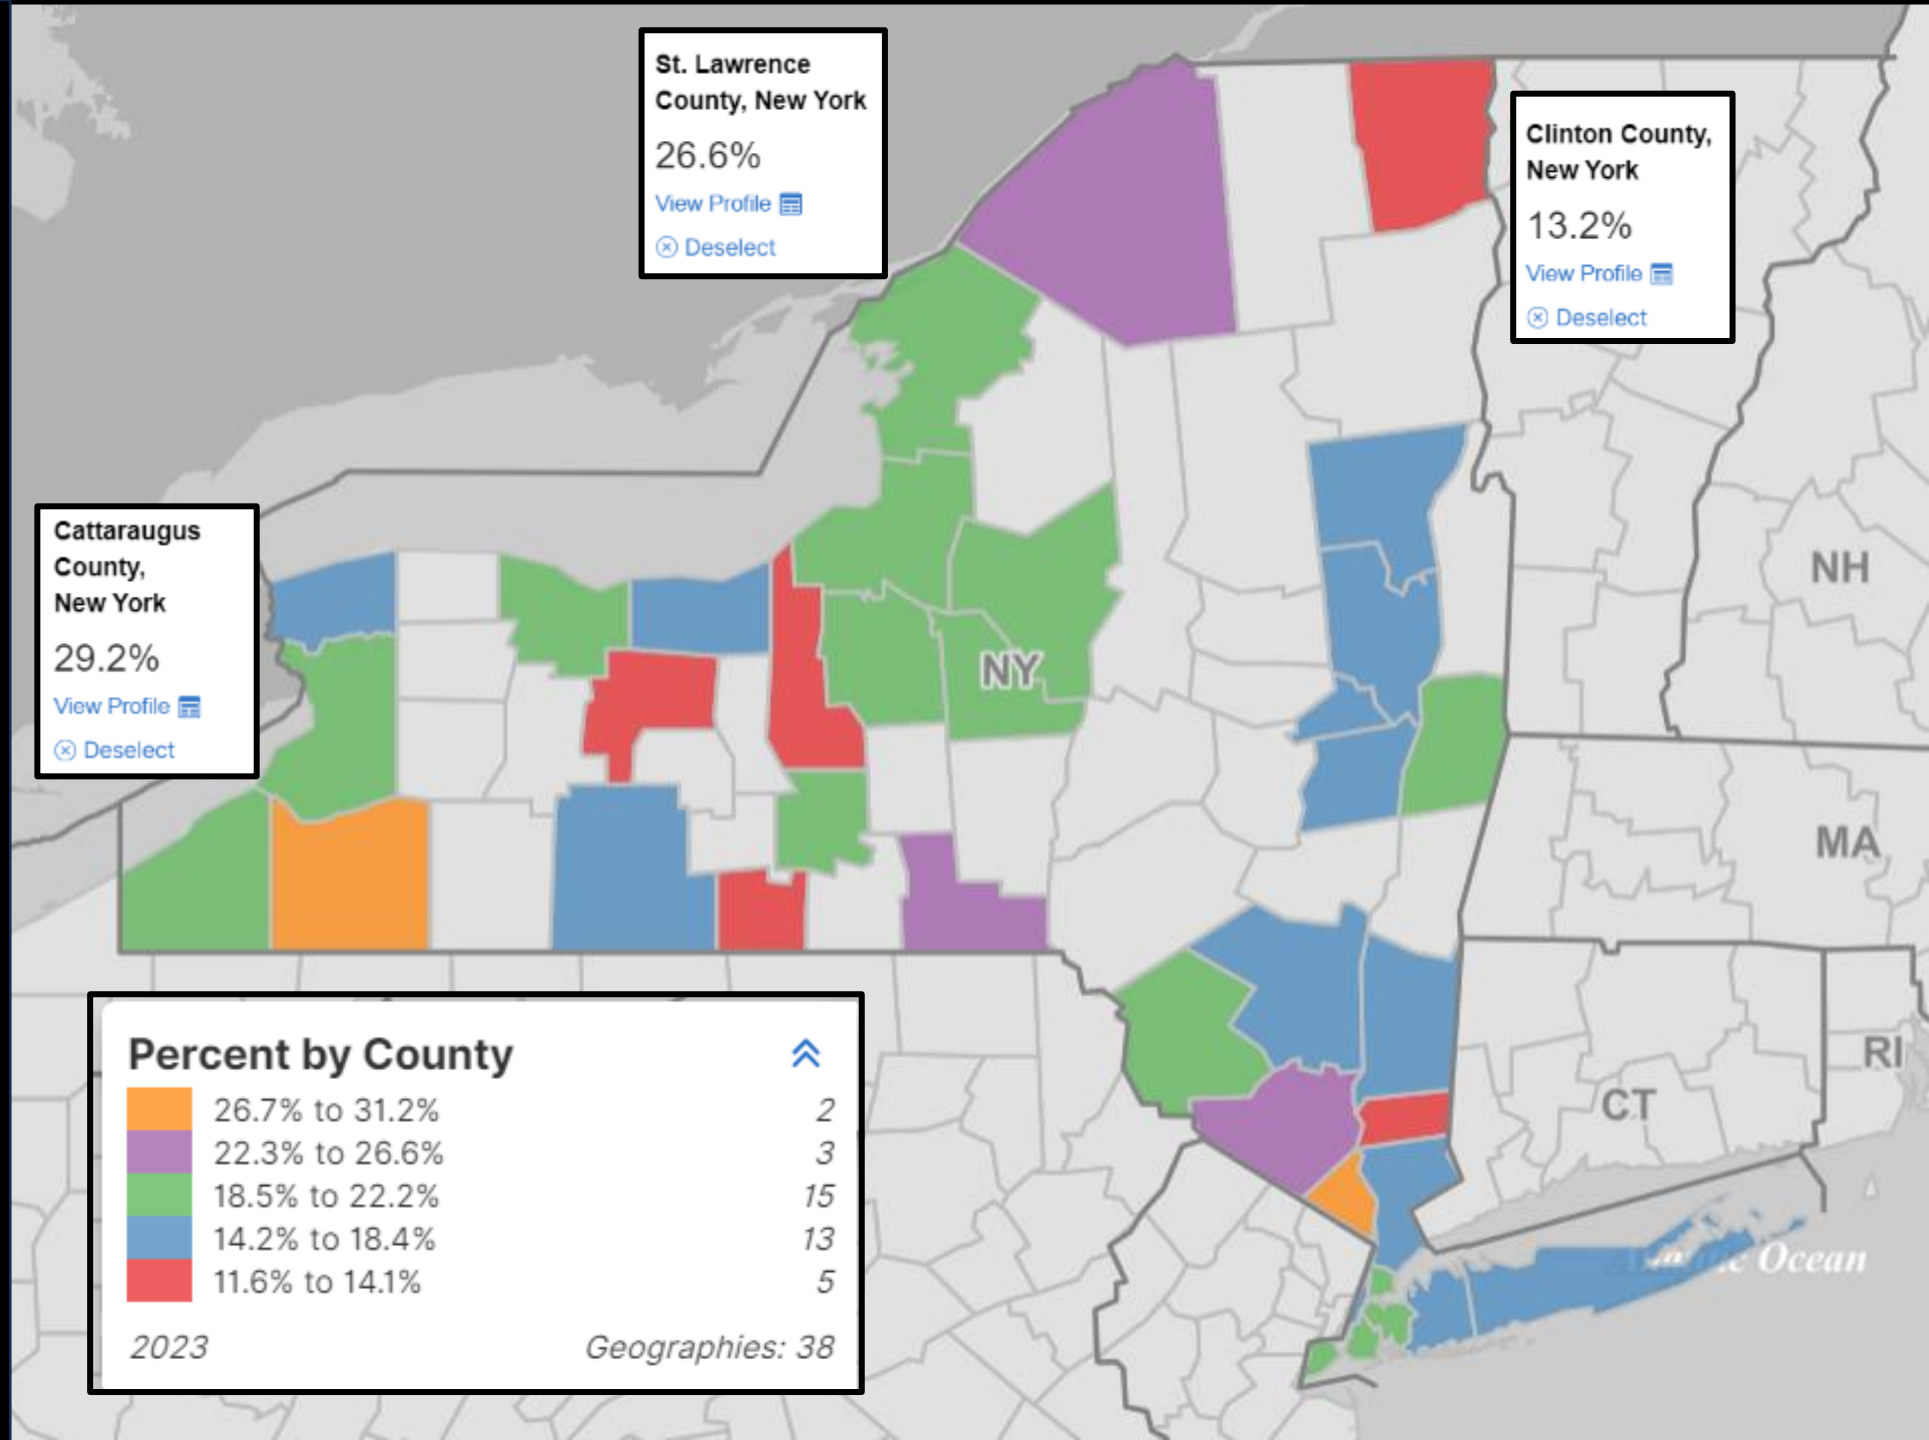 St. Lawrence
County, New York
26.6%
View Profile
Deselect
Clinton County,
New York
13.2%
View Profile
Deselect
Cattaraugus
County,
New York
29.2%
View Profile
Deselect
NH
NY
MA
RI
CT
Ocean
Percent by County
26.7% to 31.2% 2
22.3% to 26.6% 3
18.5% to 22.2% 15
14.2% to 18.4% 13
11.6% to 14.1% 5
2023 Geographies: 38